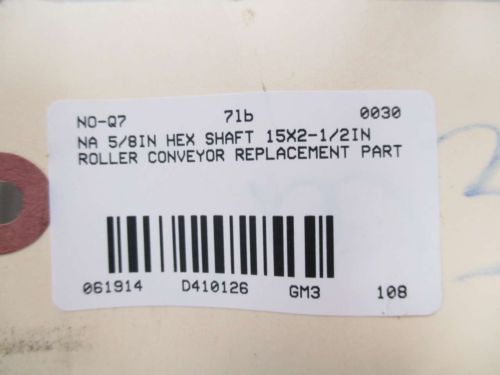 NO-Q7 7lb 0030
NA 5/8IN HEX SHAFT 15X2-1/2IN
ROLLER CONVEYOR REPLACEMENT PART
061914 D410126 GM3 108